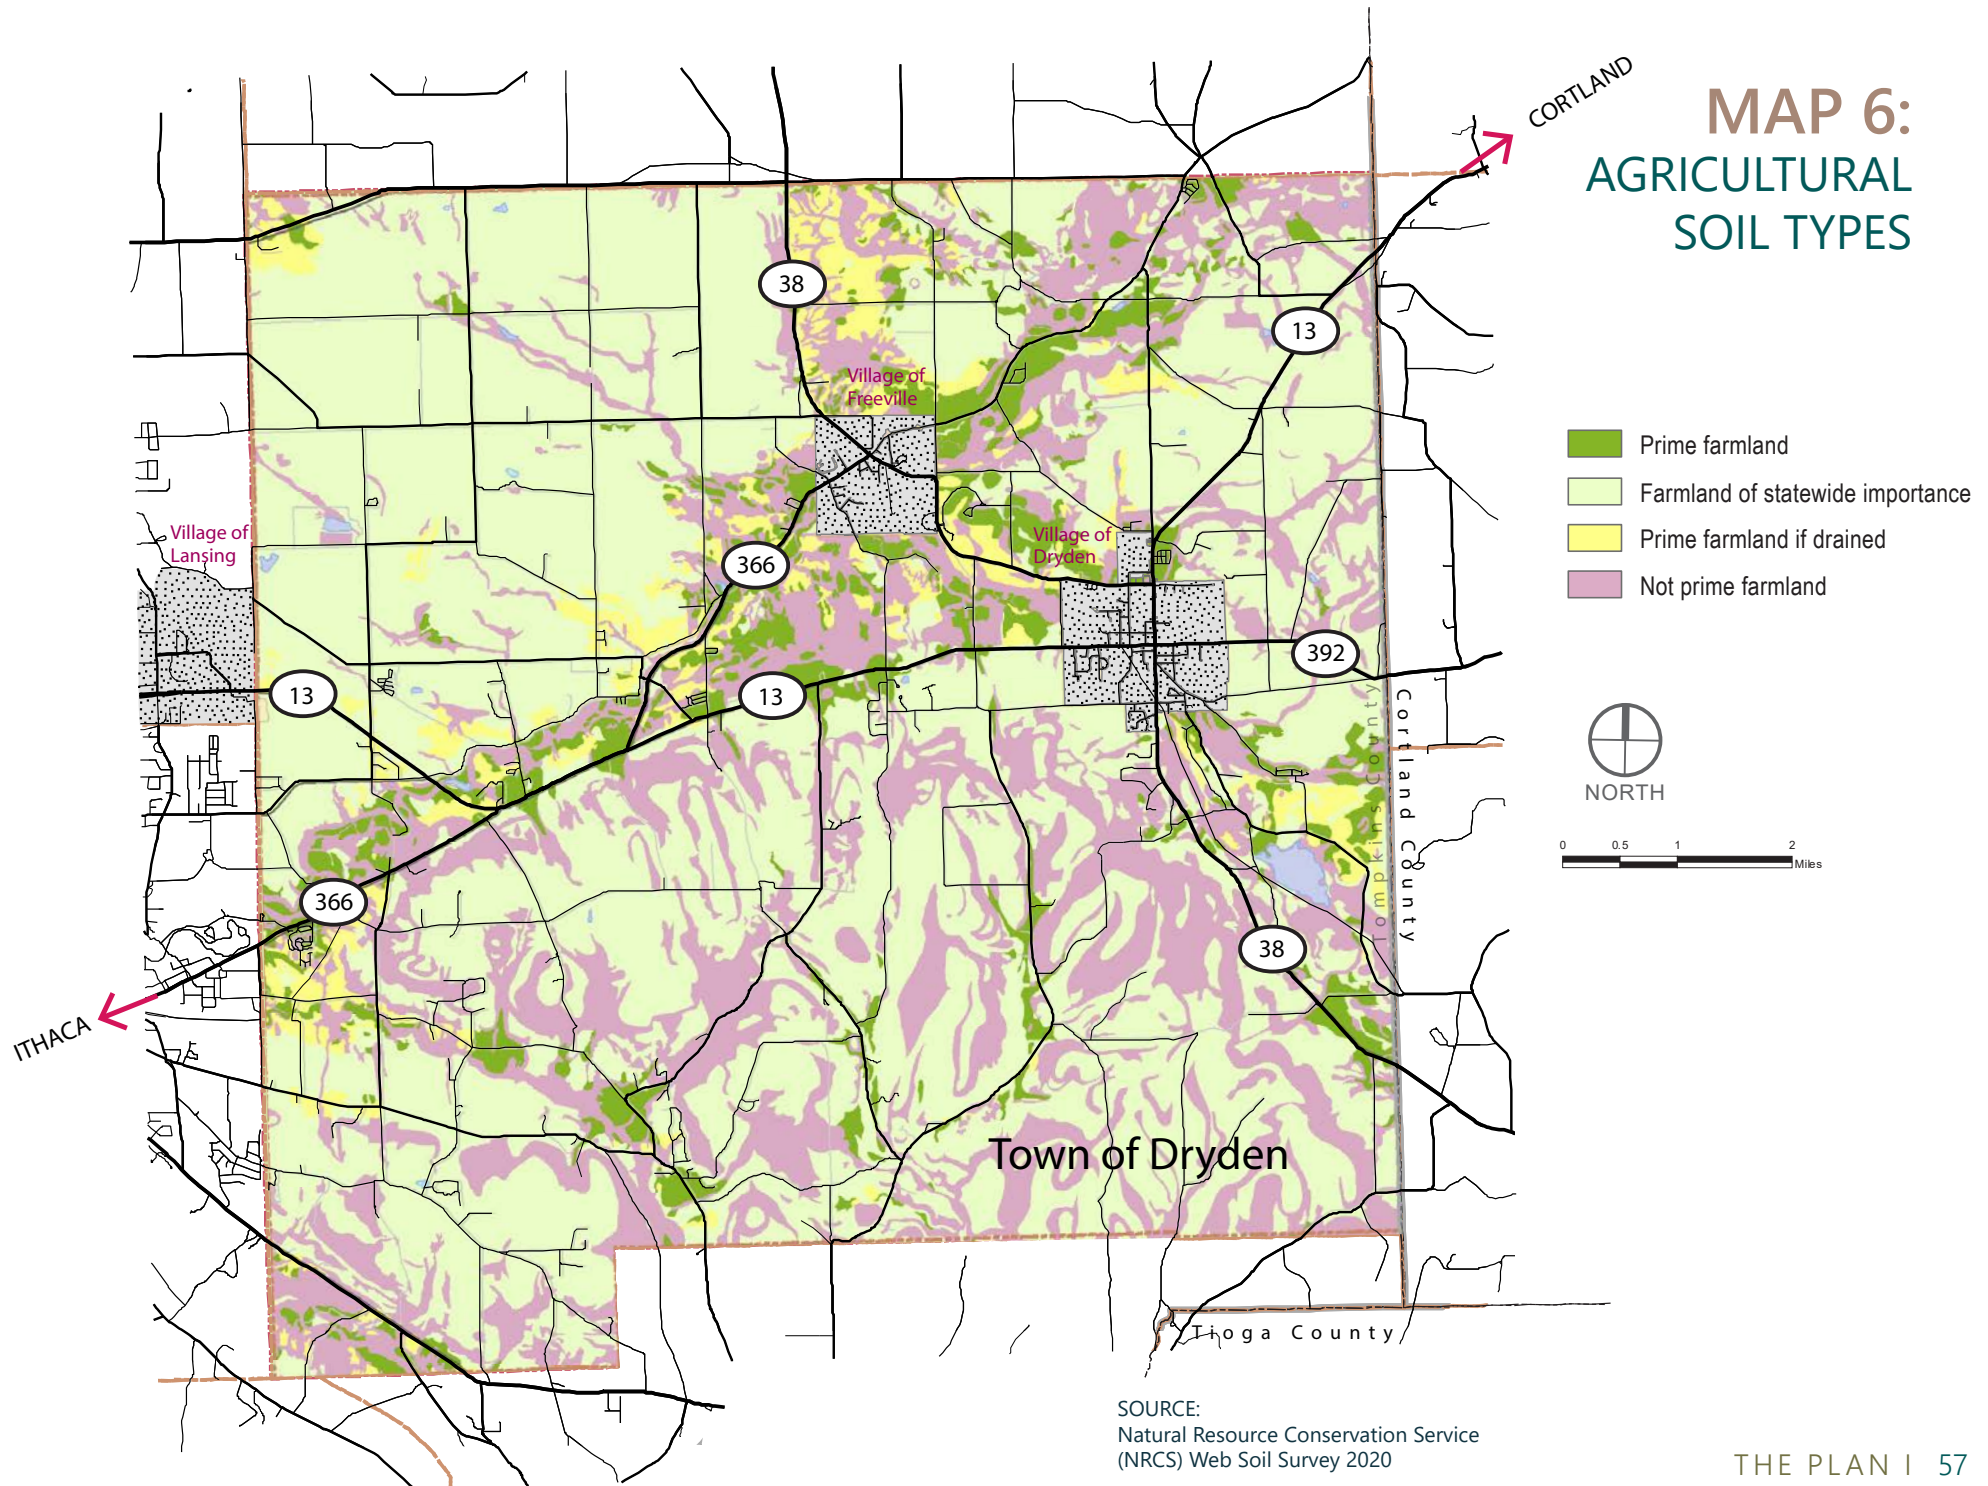 MAP 6:
AGRICULTURAL
SOIL TYPES
CORTLAND
38
13
Village of
Freeville
Prime farmland
Farmland of statewide importance
Prime farmland if drained
Not prime farmland
Village of
Lansing
Village of
Dryden
366
392
13
13
Tompkins County
Cortland County
NORTH
0 0.5 1 2
Miles
366
38
ITHACA
Town of Dryden
Tioga County
SOURCE:
Natural Resource Conservation Service
(NRCS) Web Soil Survey 2020
THE PLAN I 57